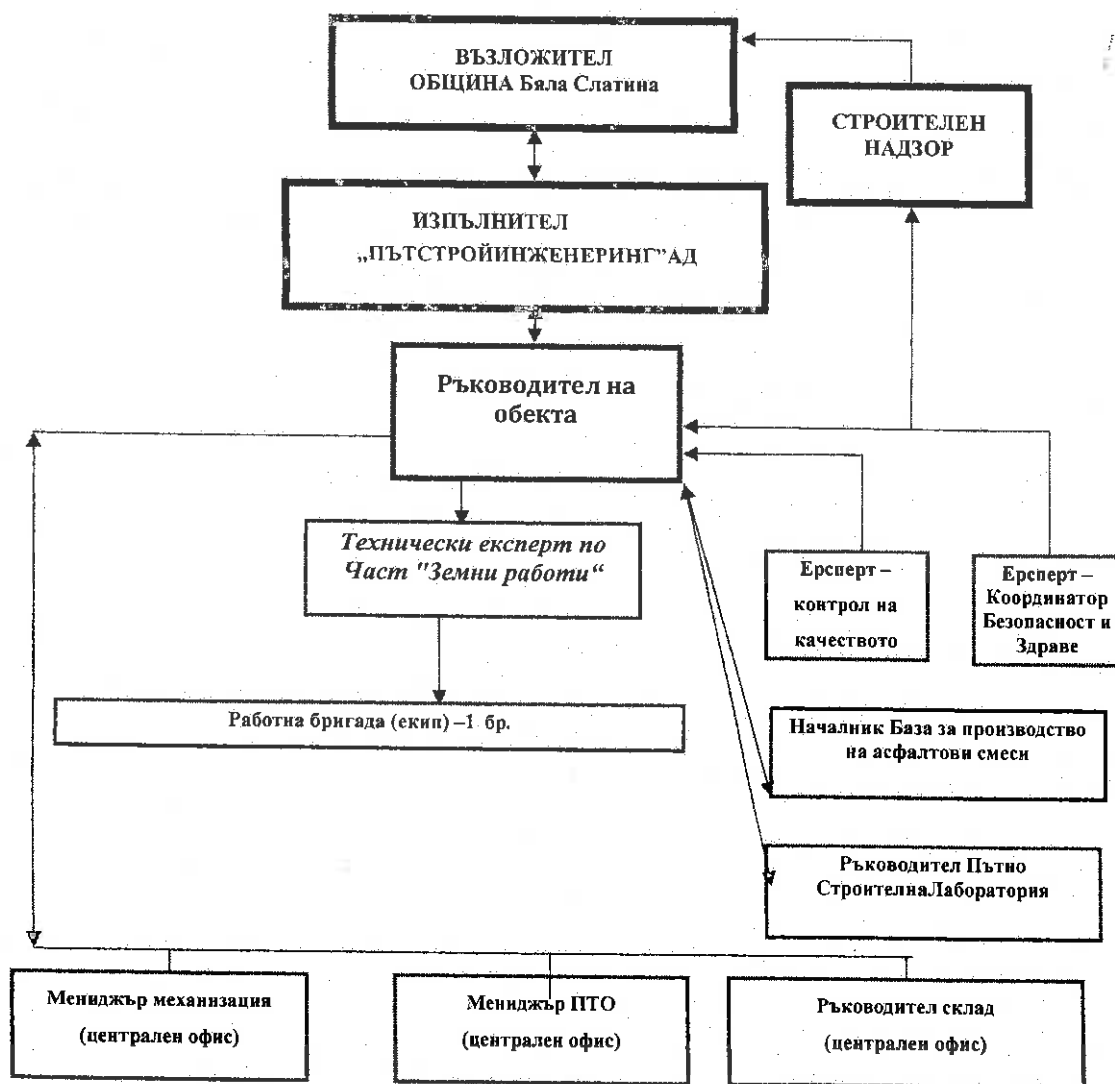 ВЪЗЛОЖИТЕЛ
ОБЩИНА Бяла Слатина
СТРОИТЕЛЕН
НАДЗОР
ИЗПЪЛНИТЕЛ
„ПЪТСТРОЙИНЖЕНЕРИНГ”АД
Ръководител на
обекта
Технически експерт по
Част "Земни работи“
Ерсперт –
контрол на
качеството
Ерсперт –
Координатор
Безопасност и
Здраве
Работна бригада (екип) –1 бр.
Началник База за производство
на асфалтови смеси
Ръководител Пътно
СтроителнаЛаборатория
Мениджър механизация
(централен офис)
Мениджър ПТО
(централен офис)
Ръководител склад
(централен офис)